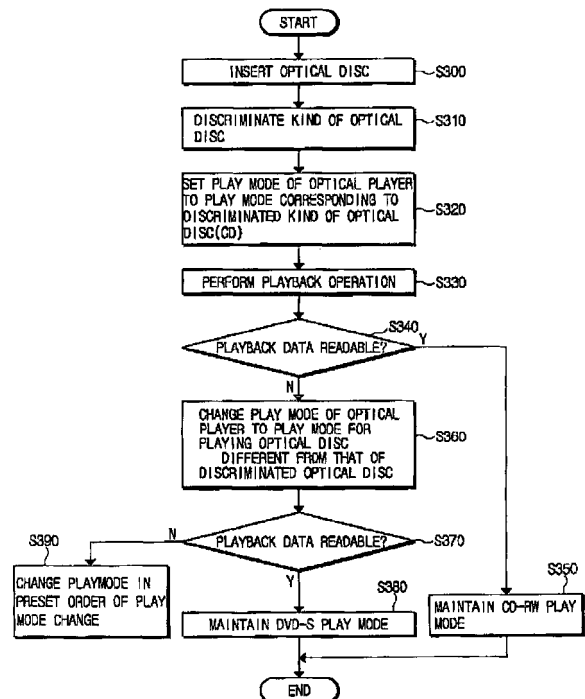 START
INSERT OPTICAL DISC
S300
DISCRIMINATE KIND OF OPTICAL
DISC
S310
SET PLAY MODE OF OPTICAL PLAYER
TO PLAY MODE CORRESPONDING TO
DISCRIMINATED KIND OF OPTICAL
DISC(CD)
S320
PERFORM PLAYBACK OPERATION
S330
S340
PLAYBACK DATA READABLE?
Y
N
CHANGE PLAY MODE OF OPTICAL
PLAYER TO PLAY MODE FOR
PLAYING OPTICAL DISC
DIFFERENT FROM THAT OF
DISCRIMINATED OPTICAL DISC
S360
PLAYBACK DATA READABLE?
S370
N
Y
S390
CHANGE PLAYMODE IN
PRESET ORDER OF PLAY
MODE CHANGE
S380
MAINTAIN DVD-S PLAY MODE
S350
MAINTAIN CD-RW PLAY
MODE
END